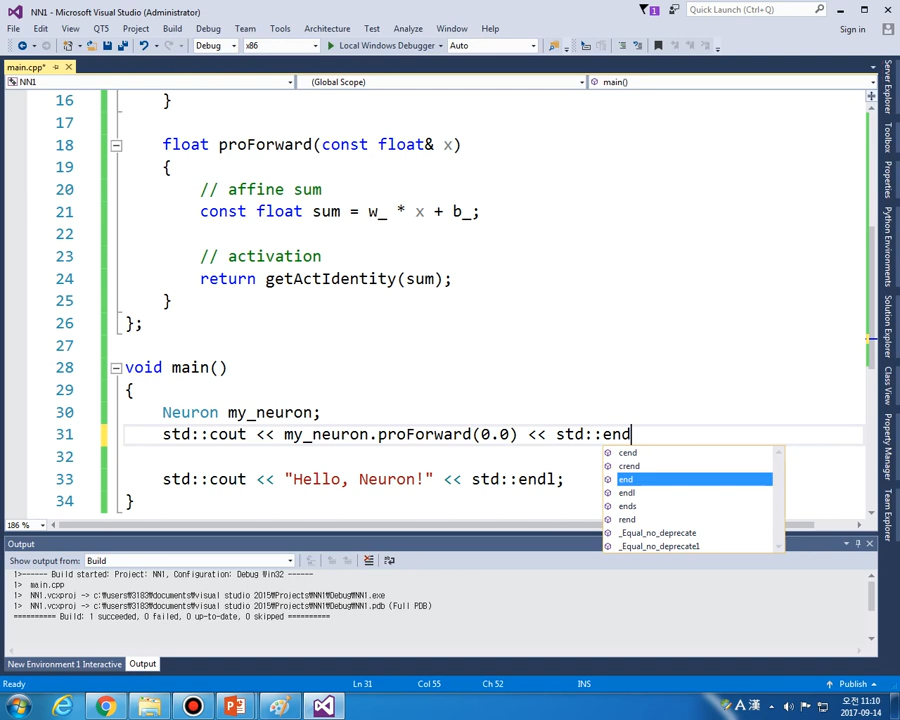 NN1 - Microsoft Visual Studio (Administrator)
1
Quick Launch (Ctrl+Q)
File Edit View QT5 Project Build Debug Team Tools Architecture Test Analyze Window Help
Sign in
Debug x86 Local Windows Debugger Auto
main.cpp*
NN1 (Global Scope) main()
16 }
17
18 float proForward(const float& x)
19 {
20 // affine sum
21 const float sum = w_ * x + b_;
22
23 // activation
24 return getActIdentity(sum);
25 }
26 };
27
28 void main()
29 {
30 Neuron my_neuron;
31 std::cout << my_neuron.proForward(0.0) << std::end
32
33 std::cout << "Hello, Neuron!" << std::endl;
34 }
cend
crend
end
endl
ends
rend
_Equal_no_deprecate
_Equal_no_deprecate1
186 %
Server Explorer
Toolbox
Properties
Python Environments
Solution Explorer
Class View
Property Manager
Team Explorer
Output
Show output from: Build
1>------ Build started: Project: NN1, Configuration: Debug Win32 ------
1> main.cpp
1> NN1.vcxproj -> c:\users₩3183₩documents₩visual studio 2015₩Projects₩NN1₩Debug₩NN1.exe
1> NN1.vcxproj -> c:\users₩3183₩documents₩visual studio 2015₩Projects₩NN1₩Debug₩NN1.pdb (Full PDB)
========== Build: 1 succeeded, 0 failed, 0 up-to-date, 0 skipped ==========
New Environment 1 Interactive Output
Ready Ln 31 Col 55 Ch 52 INS Publish
A 漢
오전 11:10
2017-09-14